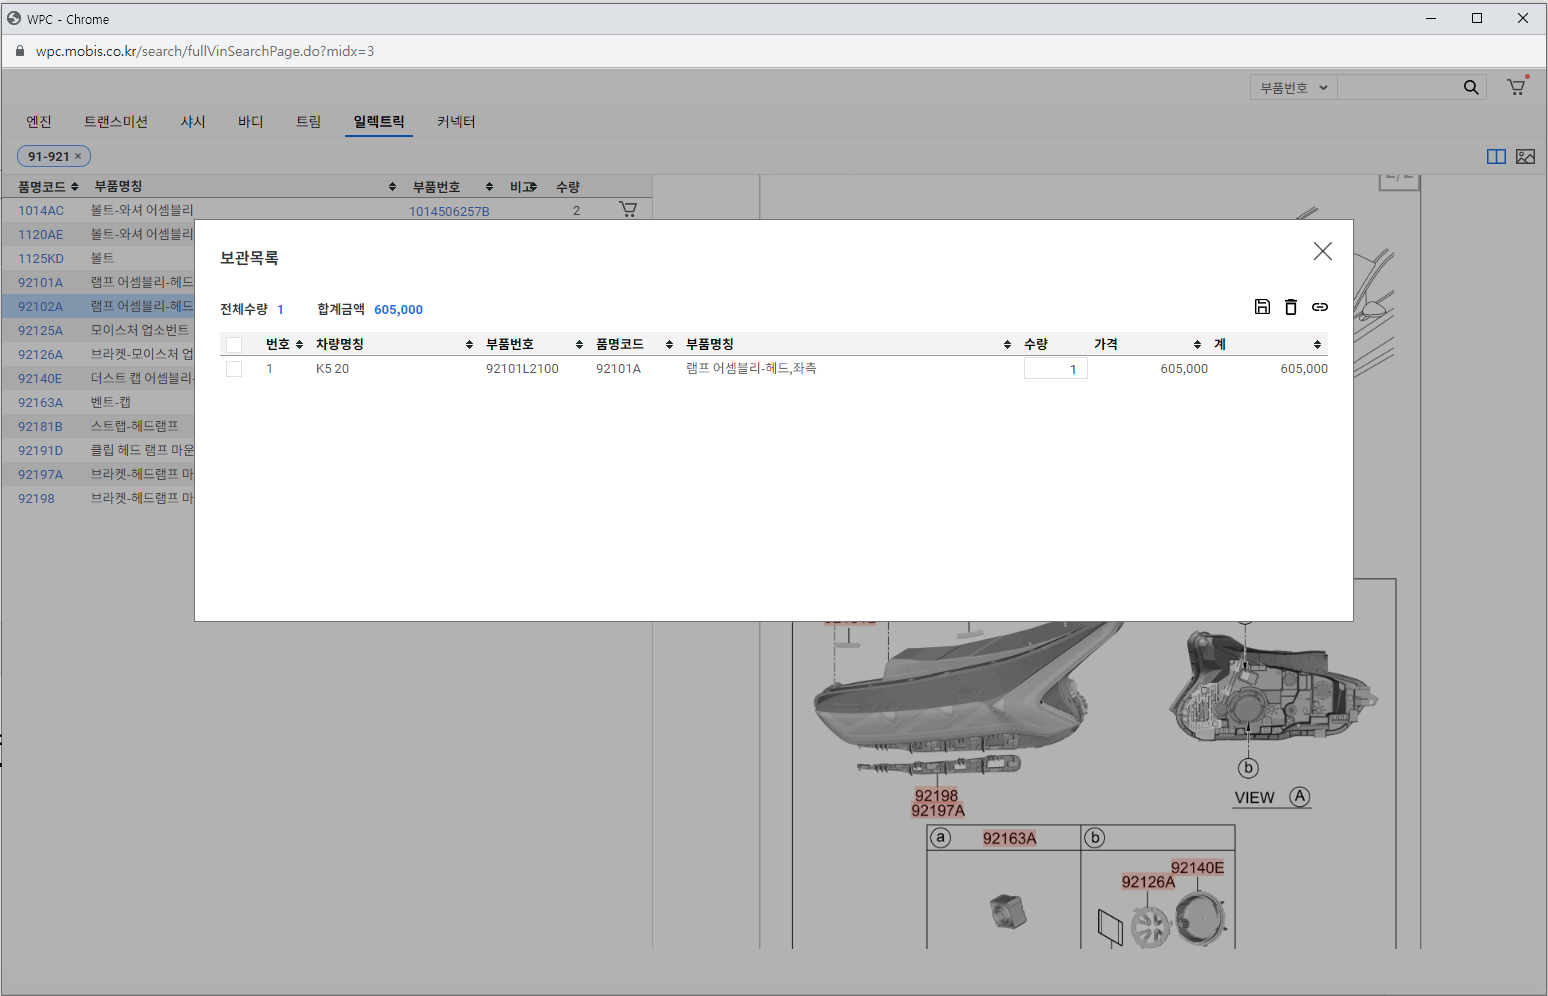 WPC - Chrome
wpc.mobis.co.kr/search/fullVinSearchPage.do?midx=3
부품번호
엔진 트랜스미션 샤시 바디 트림 일렉트릭 커넥터
91-921 ×
품명코드 부품명칭 부품번호 비고 수량
1014AC 볼트-와셔 어셈블리 1014506257B 2
1120AE 볼트-와셔 어셈블리
1125KD 볼트
92101A 램프 어셈블리-헤드
92102A 램프 어셈블리-헤드
92125A 모이스처 업소번트
92126A 브라켓-모이스처 업
92140E 더스트 캡 어셈블리-
92163A 벤트-캡
92181B 스트랩-헤드램프
92191D 클립 헤드 램프 마운
92197A 브라켓-헤드램프 마
92198 브라켓-헤드램프 마
보관목록
전체수량 1 합계금액 605,000
번호 차량명칭 부품번호 품명코드 부품명칭 수량 가격 계
1 K5 20 92101L2100 92101A 램프 어셈블리-헤드,좌측 1 605,000 605,000
92198
92197A
b
VIEW A
a 92163A b
92140E
92126A